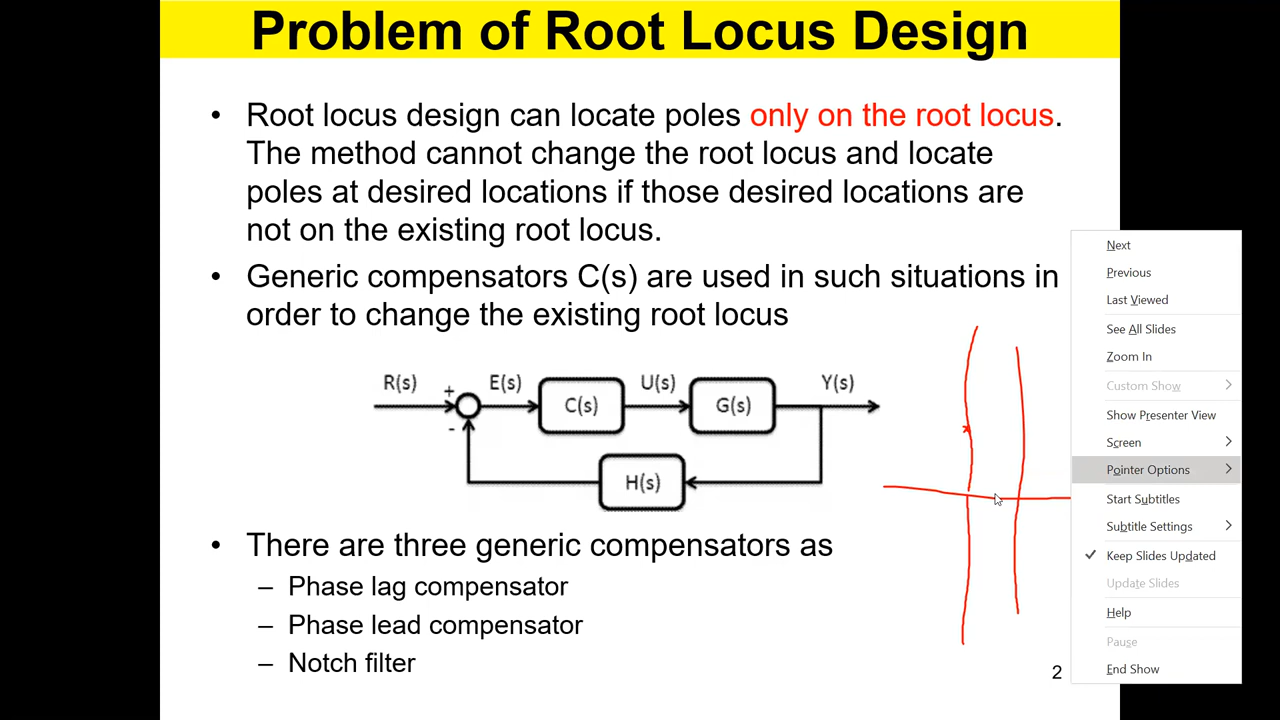 Problem of Root Locus Design
• Root locus design can locate poles only on the root locus.
The method cannot change the root locus and locate
poles at desired locations if those desired locations are
not on the existing root locus.
• Generic compensators C(s) are used in such situations in
order to change the existing root locus
R(s) + - E(s) C(s) U(s) G(s) Y(s)
H(s)
• There are three generic compensators as
– Phase lag compensator
– Phase lead compensator
– Notch filter
2
Next
Previous
Last Viewed
See All Slides
Zoom In
Custom Show
Show Presenter View
Screen
Pointer Options
Start Subtitles
Subtitle Settings
Keep Slides Updated
Update Slides
Help
Pause
End Show